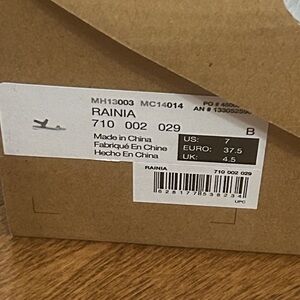 MH13003 MC14014
RAINIA
710 002 029
B
Made in China
Fabriqué En Chine
Hecho En China
US: 7
EURO: 37.5
UK: 4.5
RAINIA 710 002 029
UPC